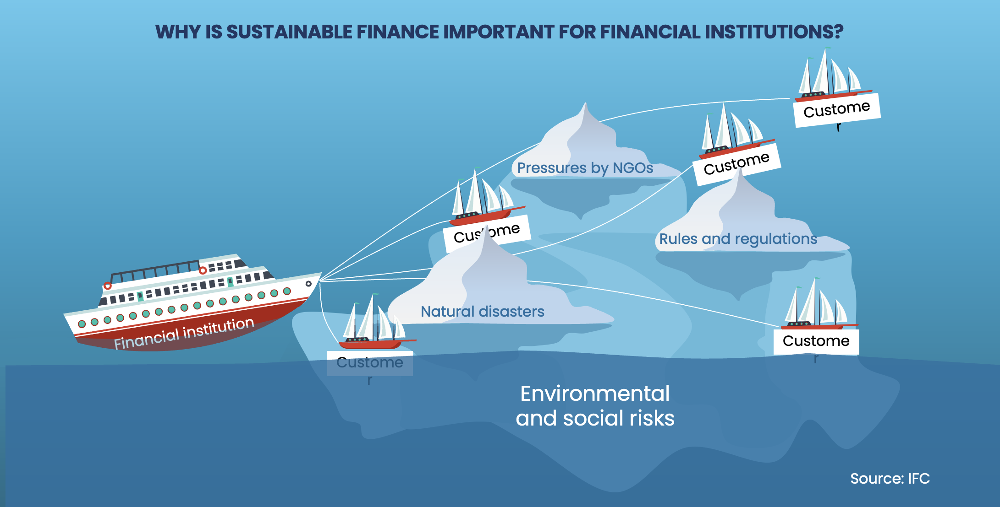 WHY IS SUSTAINABLE FINANCE IMPORTANT FOR FINANCIAL INSTITUTIONS?
Custome
r
Custome
Pressures by NGOs
Custome
Rules and regulations
Natural disasters
Financial institution
Custome
r
Custome
r
Environmental
and social risks
Source: IFC